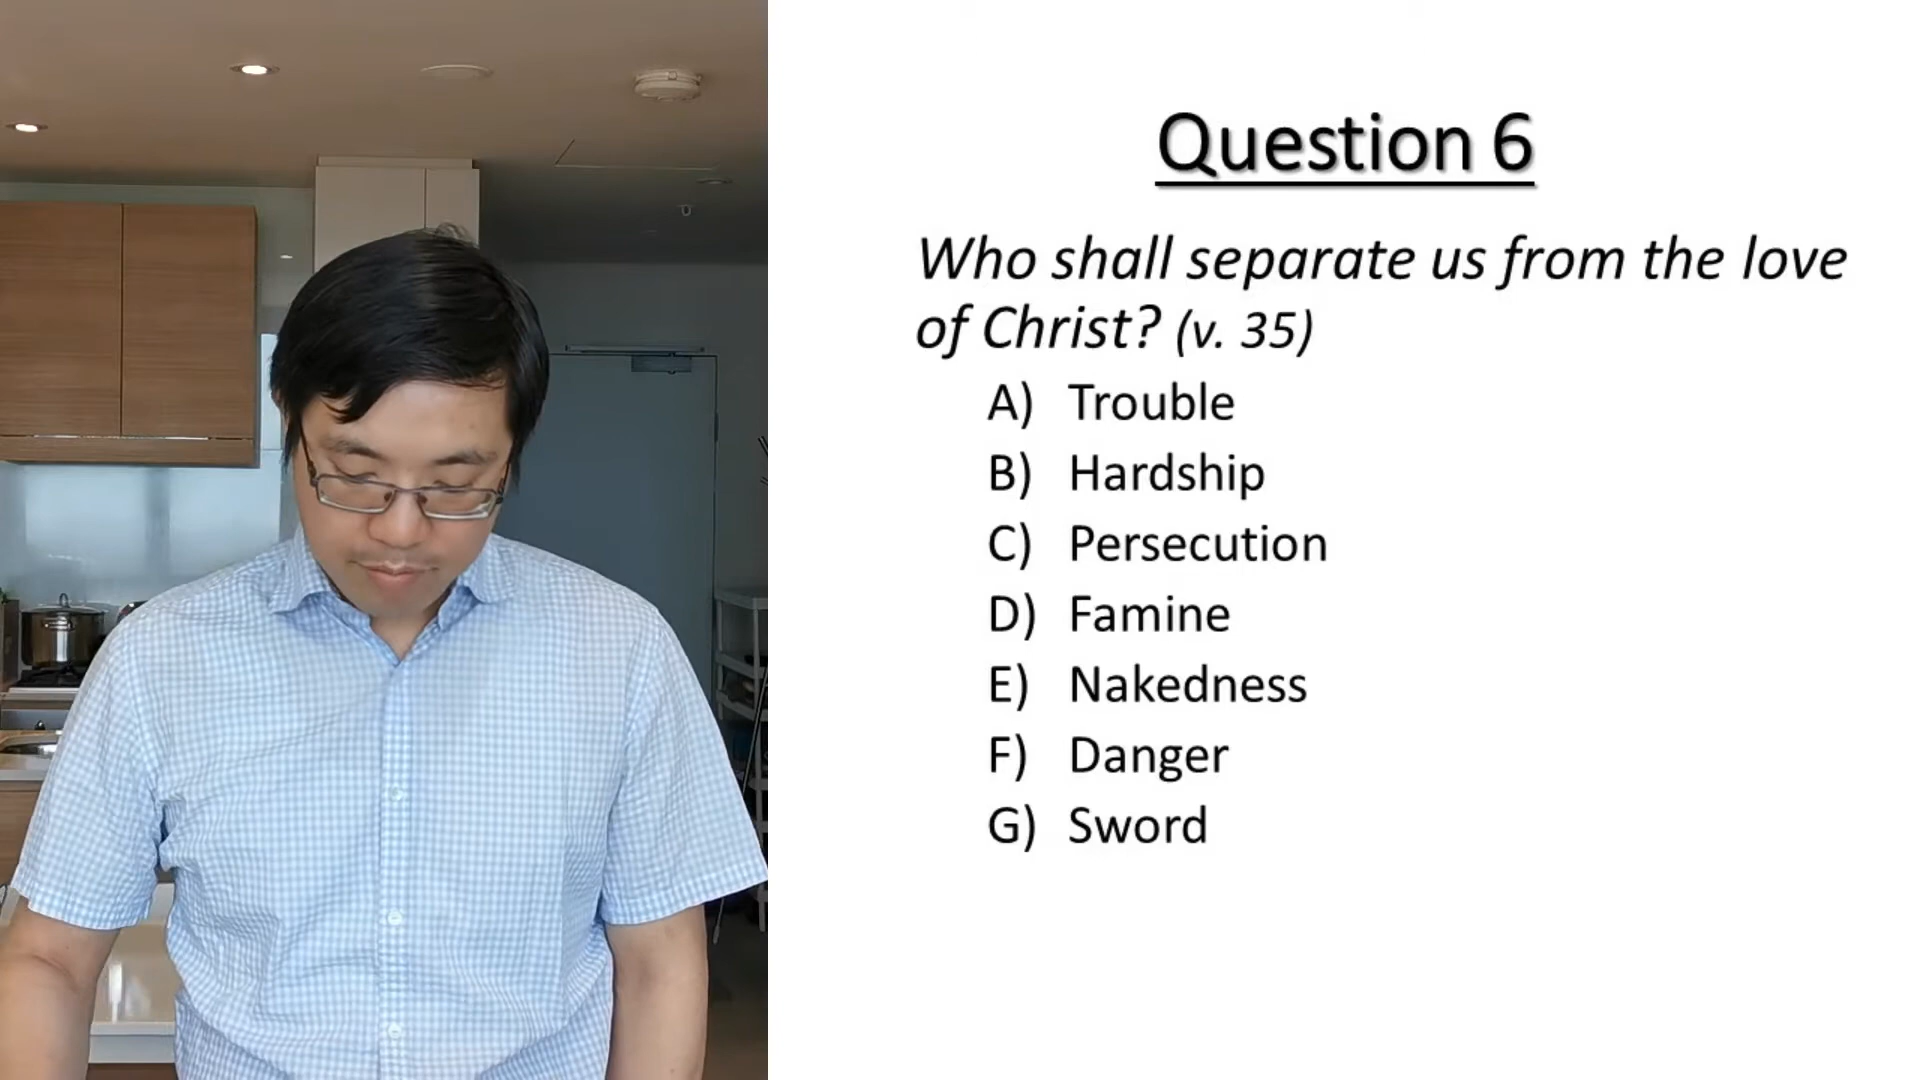 Question 6
Who shall separate us from the love
of Christ? (v. 35)
A) Trouble
B) Hardship
C) Persecution
D) Famine
E) Nakedness
F) Danger
G) Sword